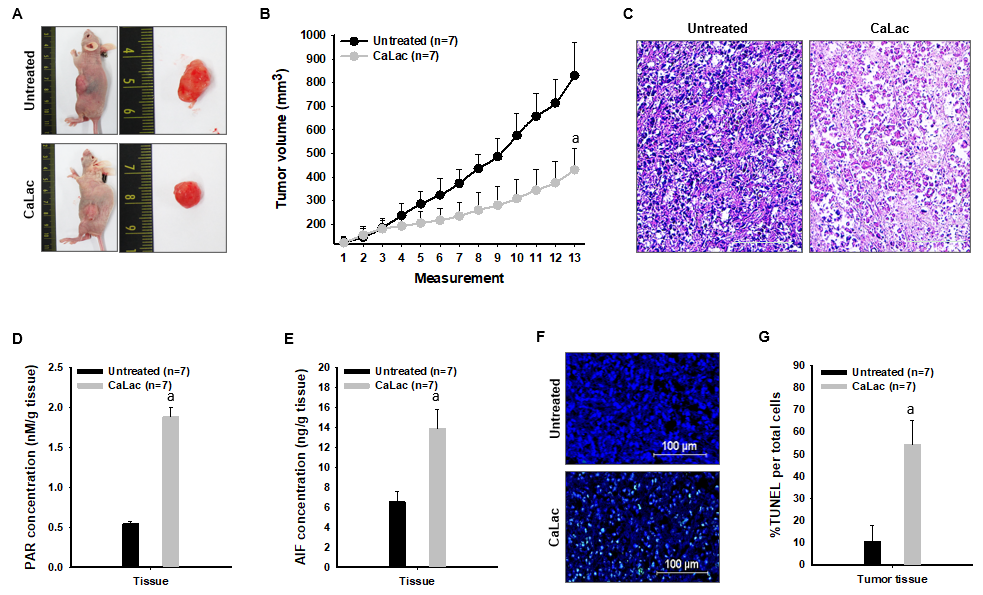 A
Untreated
4
5
6
CaLac
7
8
9
B
Tumor volume (mm3)
1000
900
800
700
600
500
400
300
200
Untreated (n=7)
CaLac (n=7)
a
1 2 3 4 5 6 7 8 9 10 11 12 13
Measurement
C
Untreated CaLac
D
PAR concentration (nM/g tissue)
2.5
2.0
1.5
1.0
0.5
0.0
Untreated (n=7)
CaLac (n=7)
a
Tissue
E
AIF concentration (ng/g tissue)
20
18
16
14
12
10
8
6
4
2
0
Untreated (n=7)
CaLac (n=7)
a
Tissue
F
Untreated
100 µm
CaLac
100 µm
G
%TUNEL per total cells
90
80
70
60
50
40
30
20
10
0
Untreated (n=7)
CaLac (n=7)
a
Tumor tissue